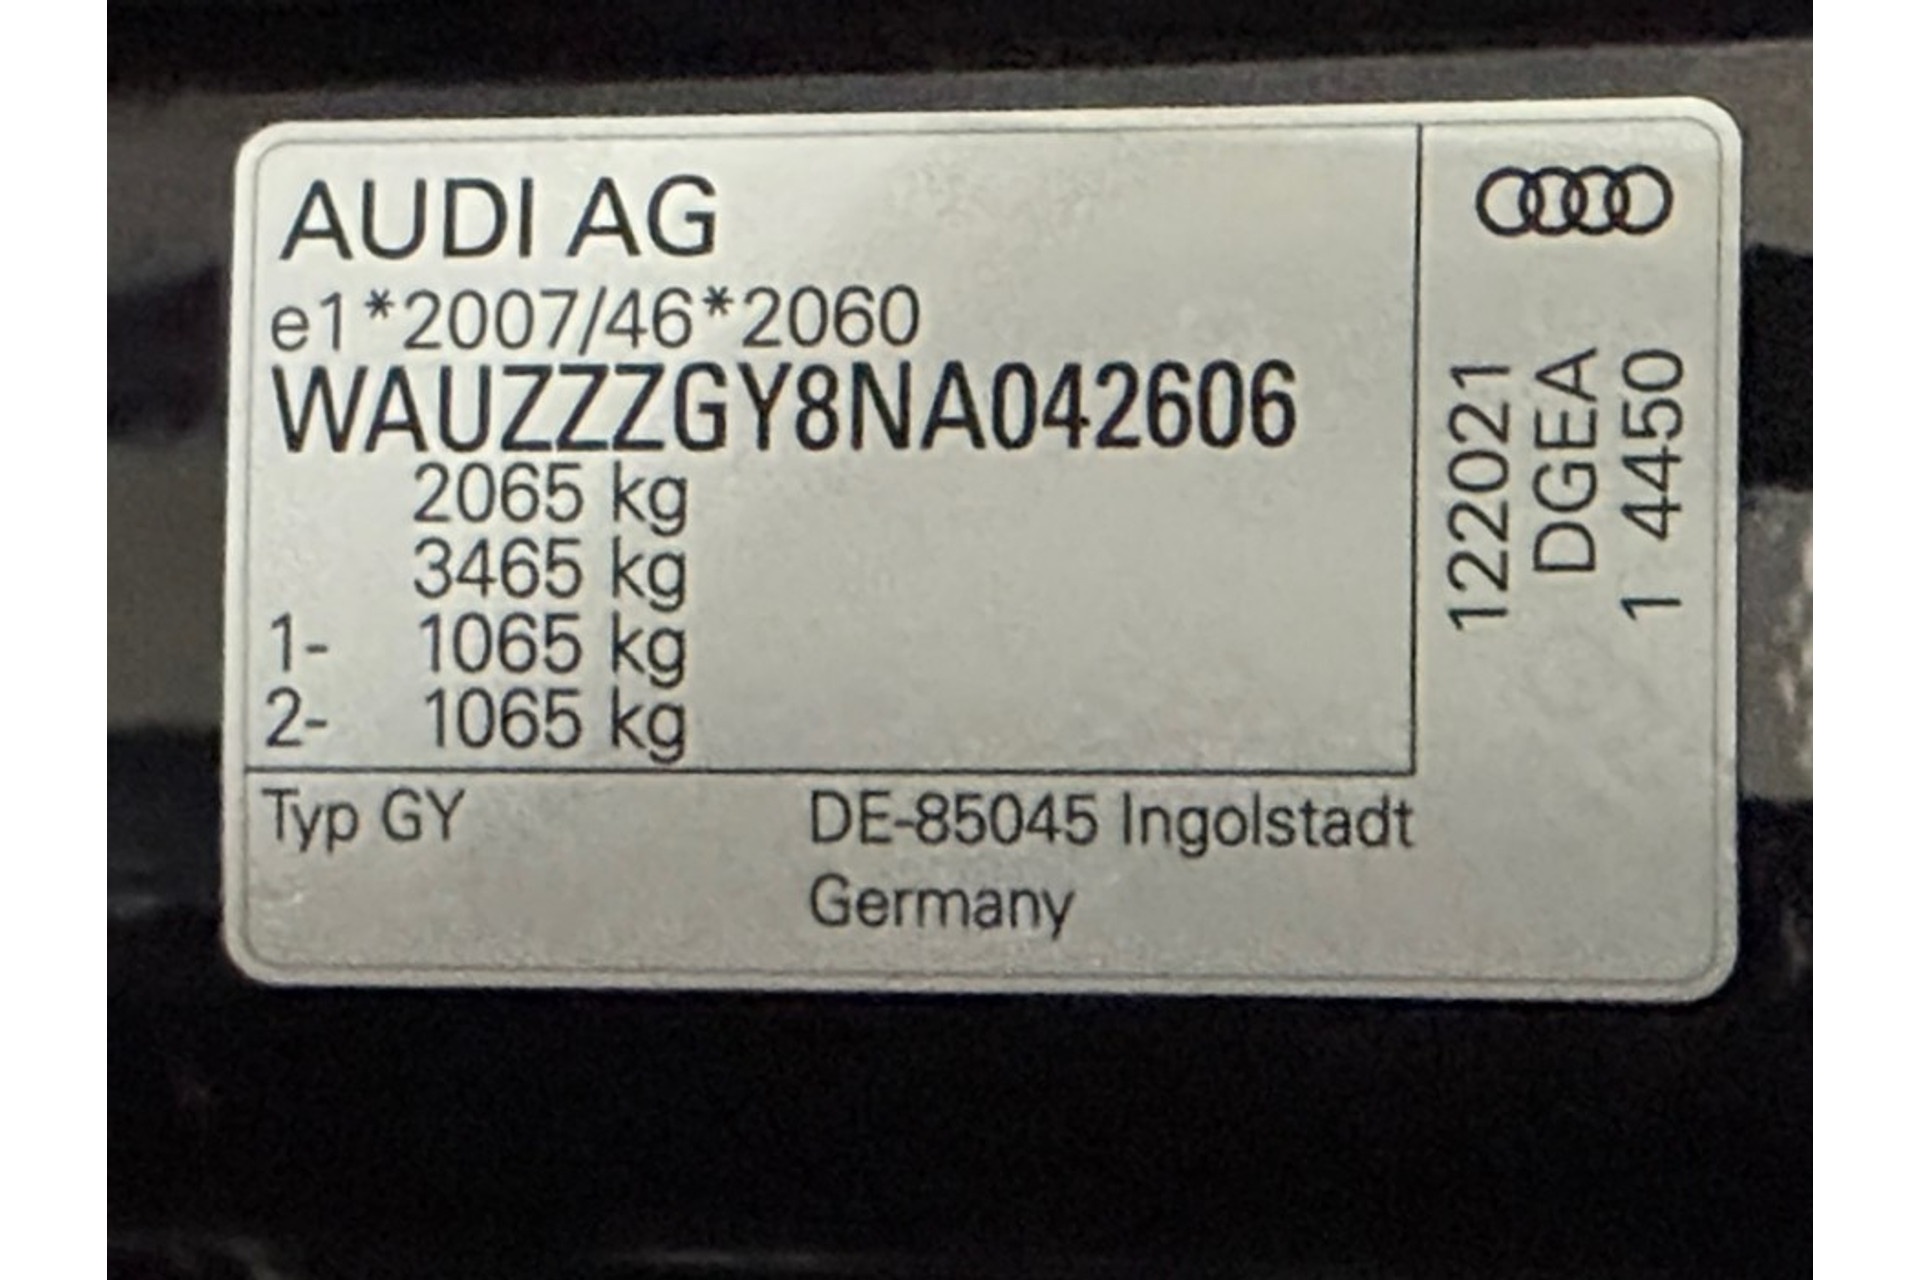 AUDI AG
e1*2007/46*2060
WAUZZZGY8NA042606
2065 kg
3465 kg
1- 1065 kg
2- 1065 kg
Typ GY
DE-85045 Ingolstadt
Germany
122021
DGEA
1 4450